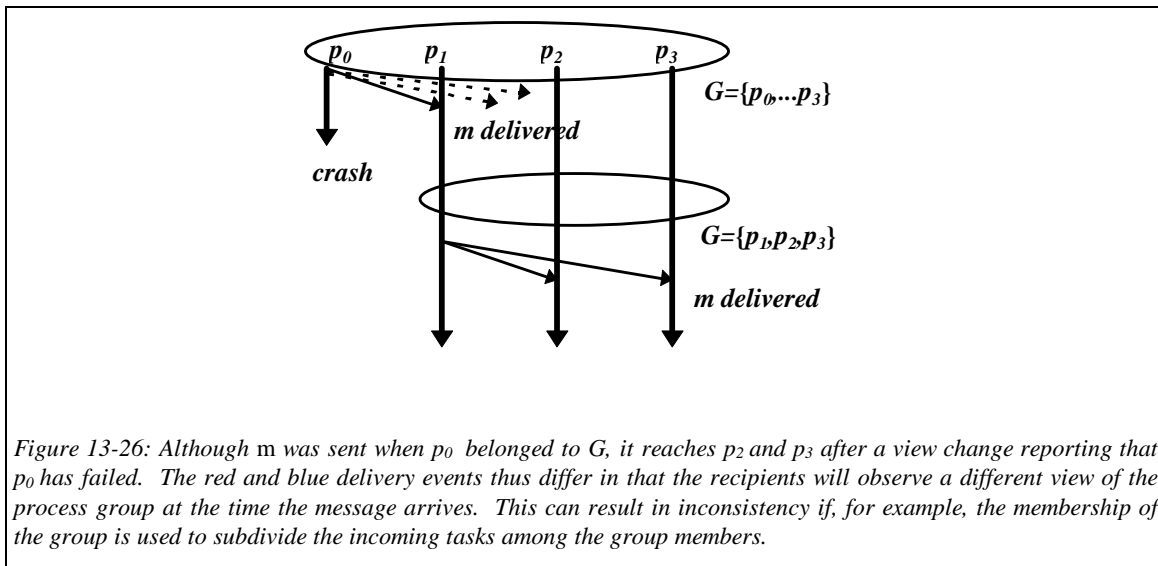 p0 p1 p2 p3
G={p0,...p3}
m delivered
crash
G={p1,p2,p3}
m delivered
Figure 13-26: Although m was sent when p0 belonged to G, it reaches p2 and p3 after a view change reporting that
p0 has failed. The red and blue delivery events thus differ in that the recipients will observe a different view of the
process group at the time the message arrives. This can result in inconsistency if, for example, the membership of
the group is used to subdivide the incoming tasks among the group members.